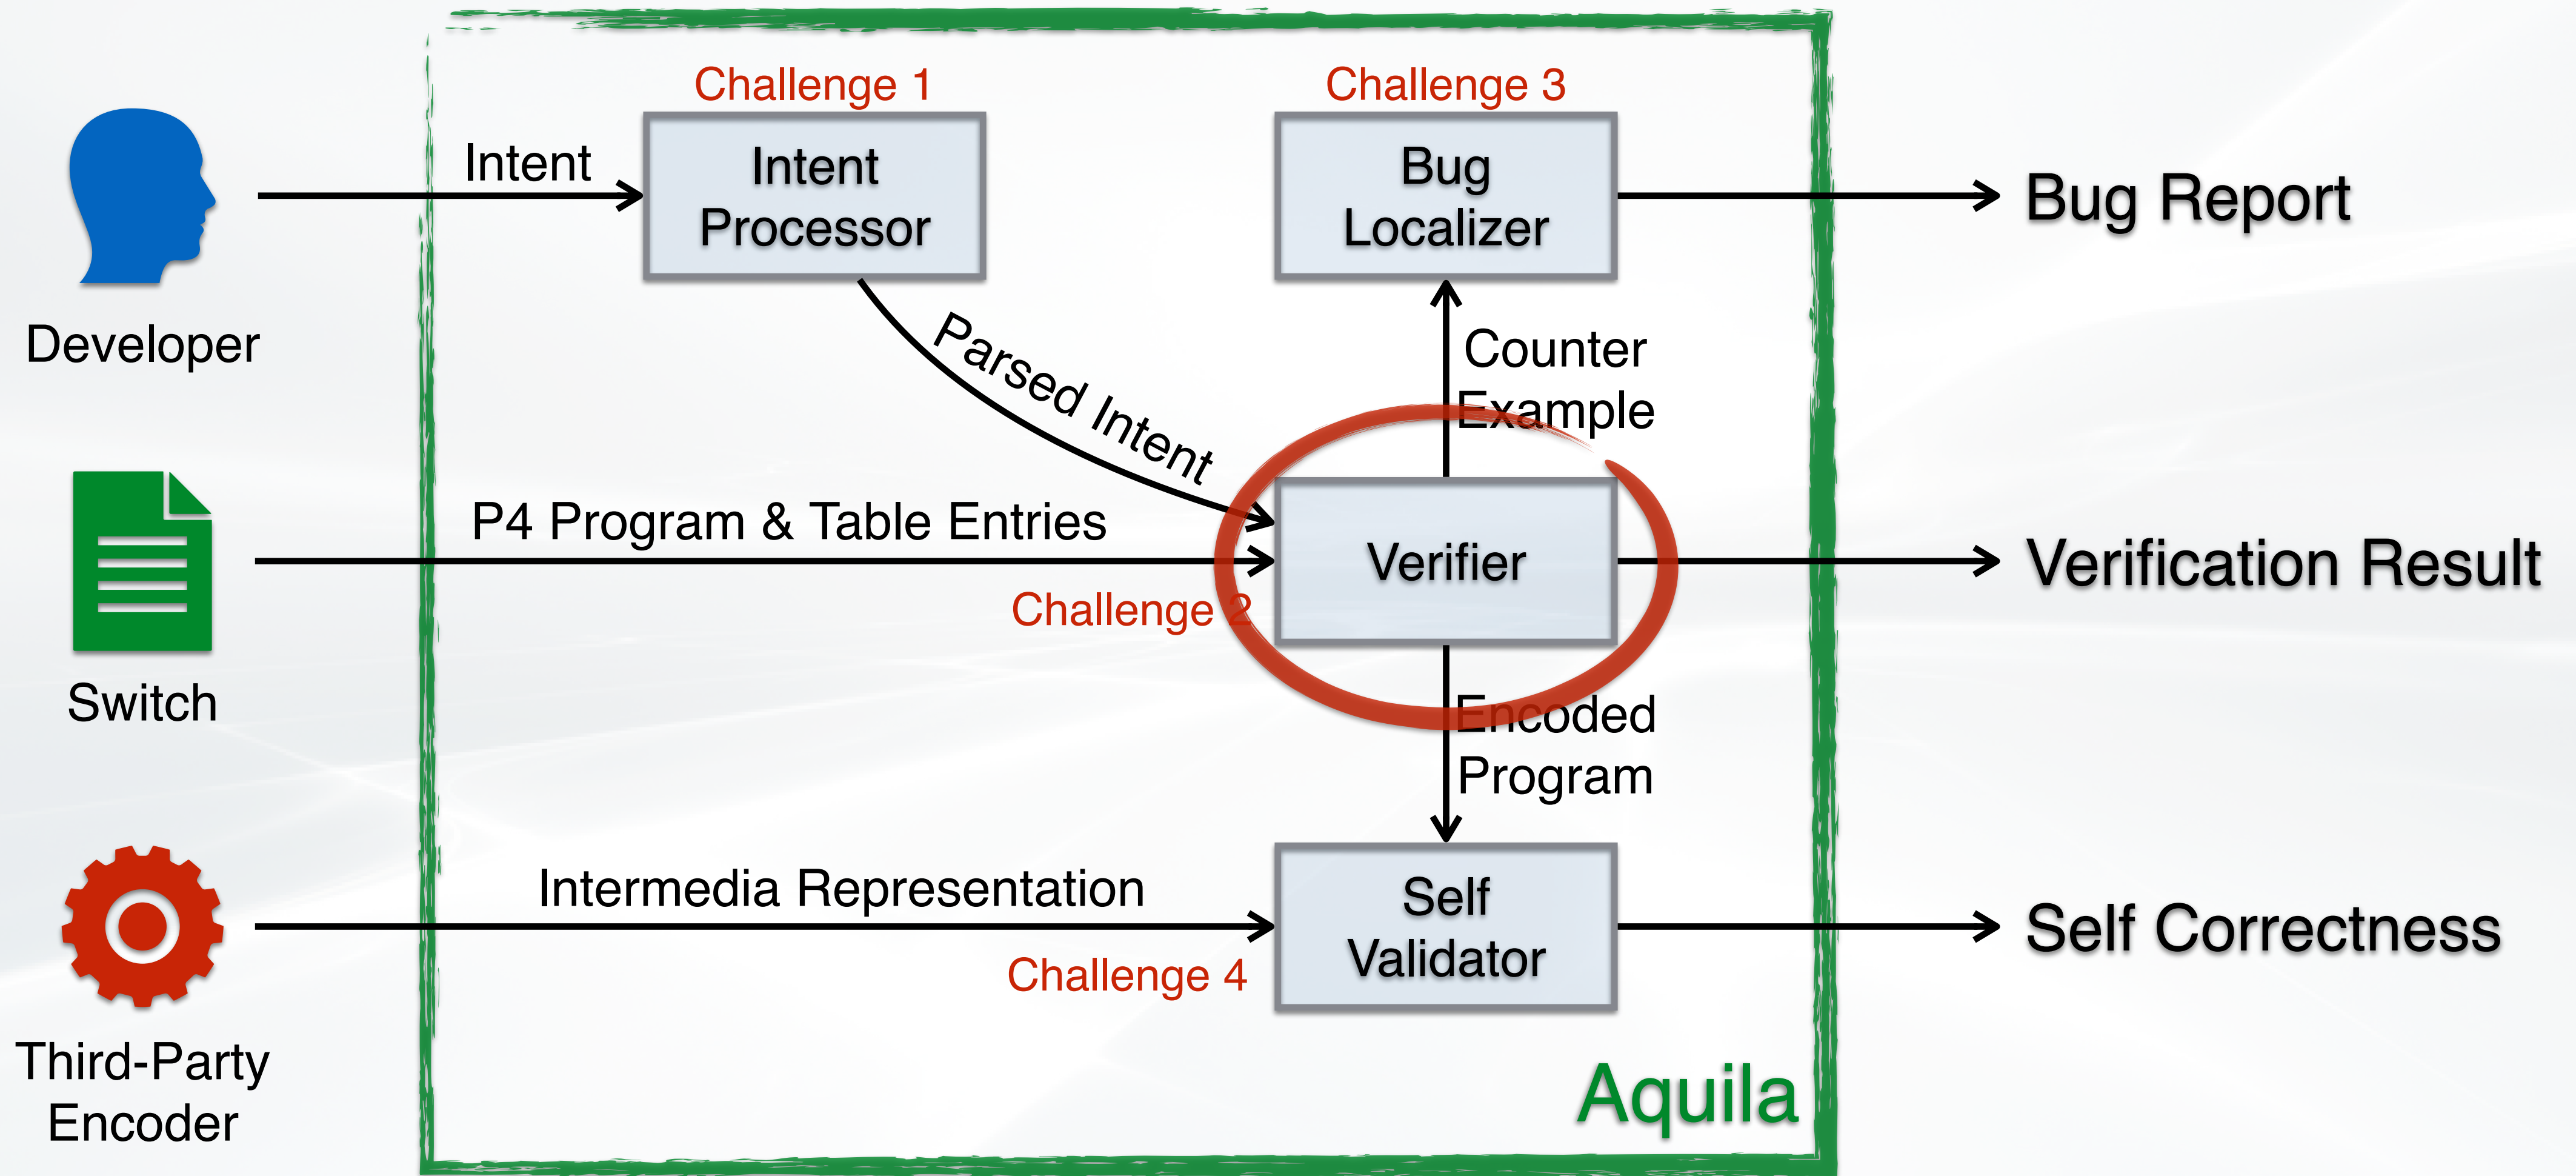 Challenge 1
Challenge 3
Intent
Intent
Processor
Bug
Localizer
Bug Report
Developer
Parsed Intent
Counter
Example
P4 Program & Table Entries
Verifier
Verification Result
Challenge 2
Switch
Encoded
Program
Intermedia Representation
Self
Validator
Self Correctness
Challenge 4
Third-Party
Encoder
Aquila